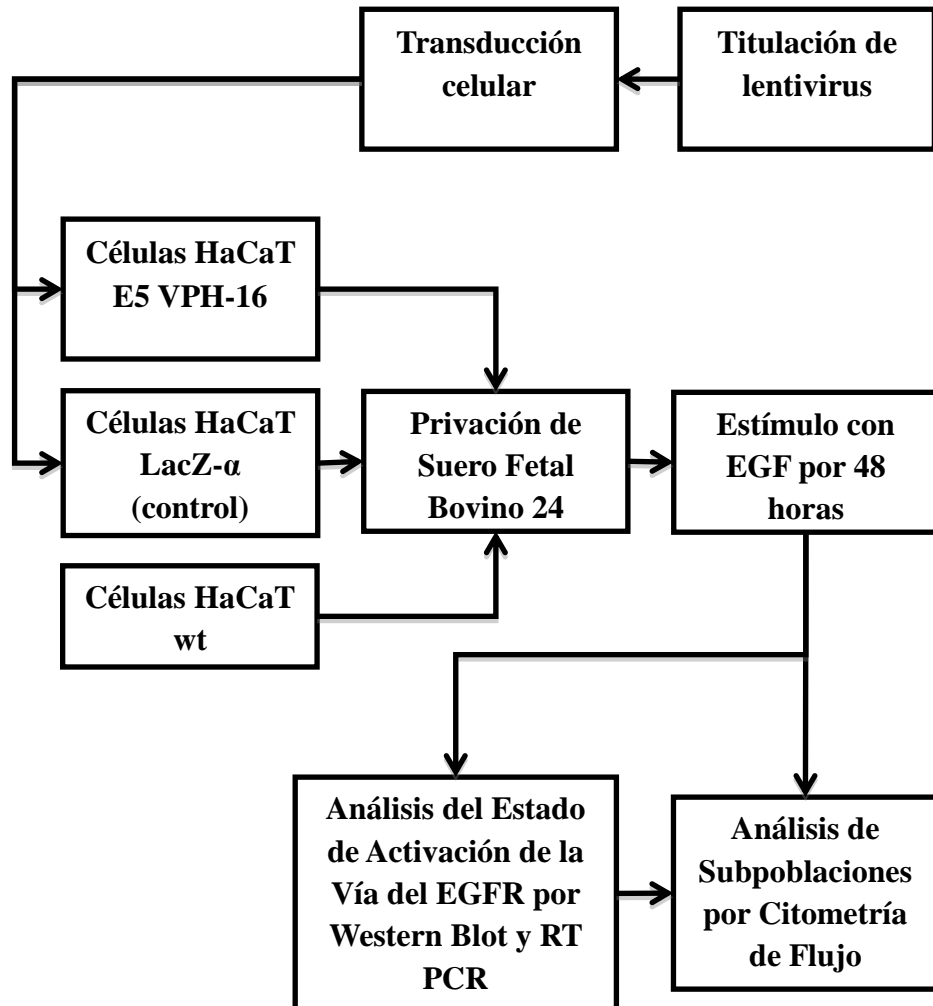 Transducción
celular
Titulación de
lentivirus
Células HaCaT
E5 VPH-16
Células HaCaT
LacZ-α
(control)
Privación de
Suero Fetal
Bovino 24
Estímulo con
EGF por 48
horas
Células HaCaT
wt
Análisis del Estado
de Activación de la
Vía del EGFR por
Western Blot y RT
PCR
Análisis de
Subpoblaciones
por Citometría
de Flujo